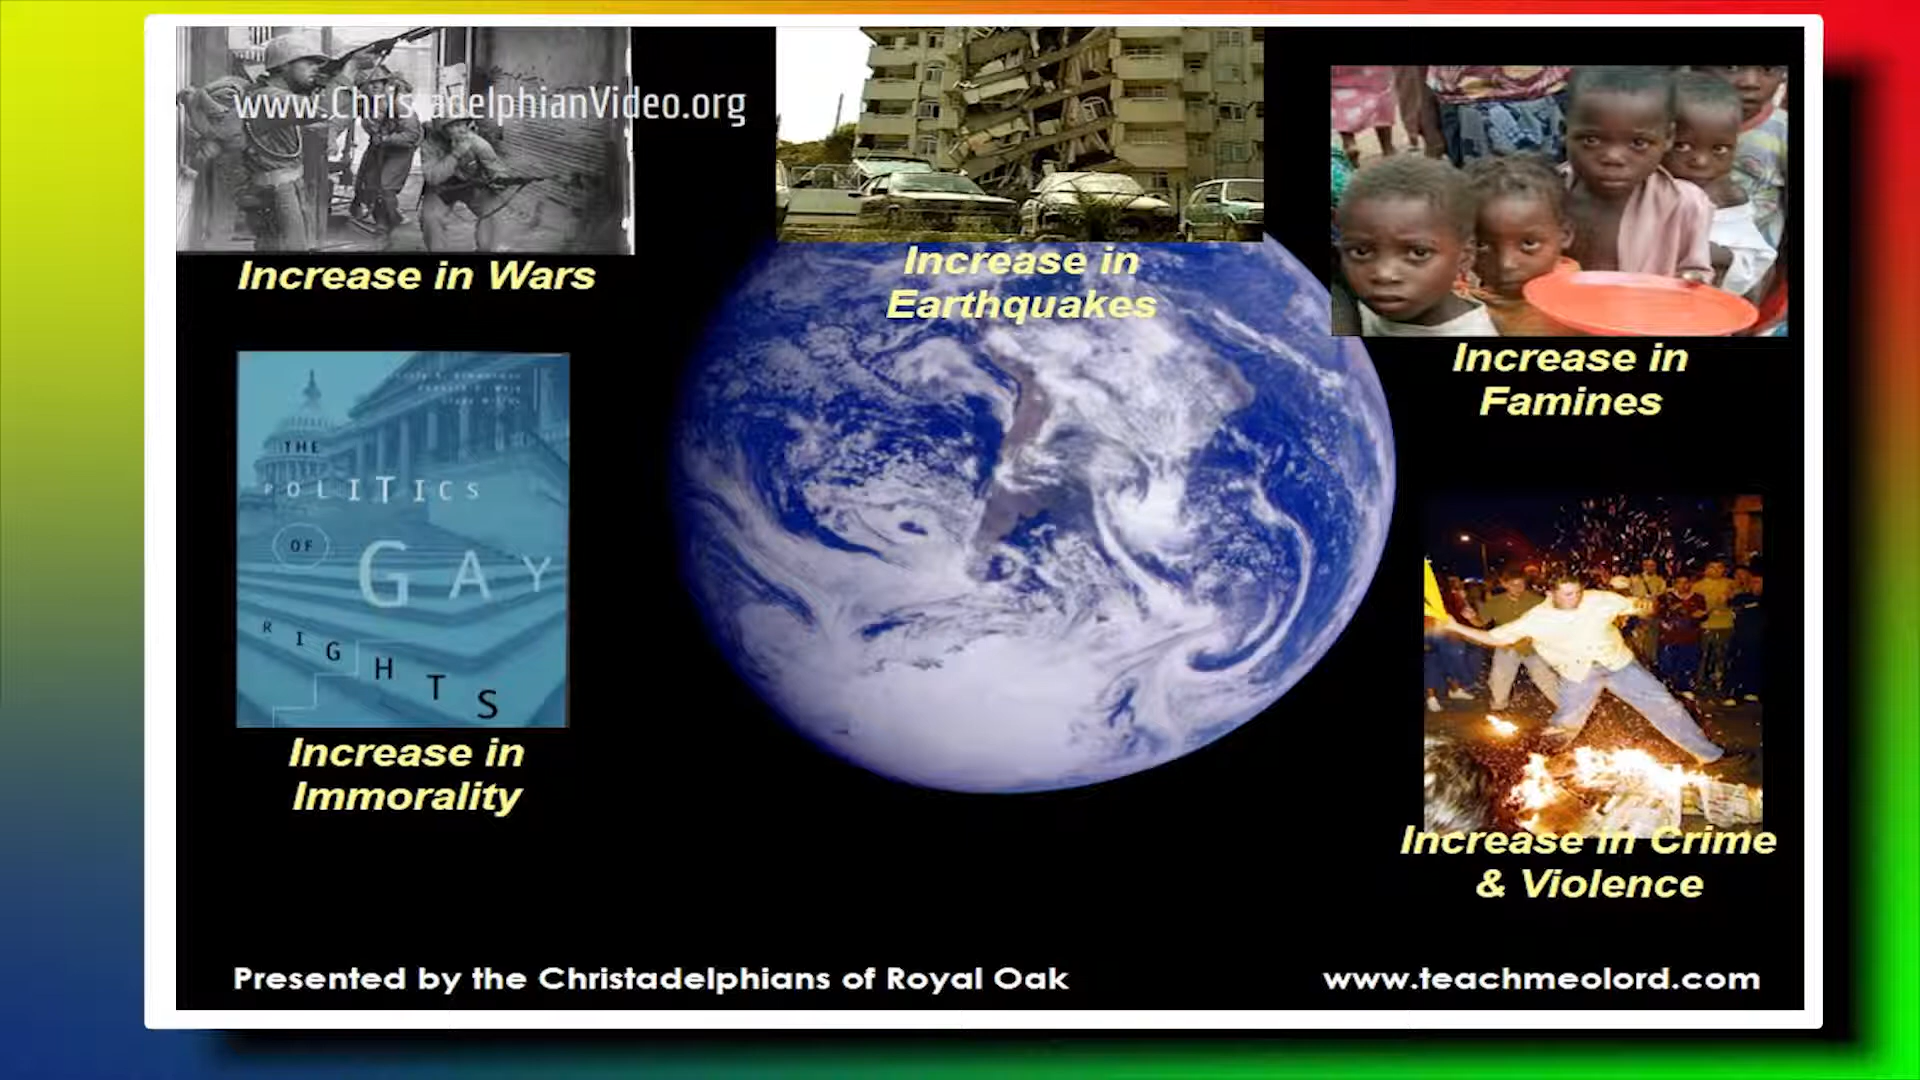 www.ChristadelphianVideo.org
Increase in Wars
Increase in
Earthquakes
Increase in
Famines
THE
POLITICS
OF
GAY
RIGHTS
Increase in
Immorality
Increase in Crime
& Violence
Presented by the Christadelphians of Royal Oak
www.teachmeolord.com